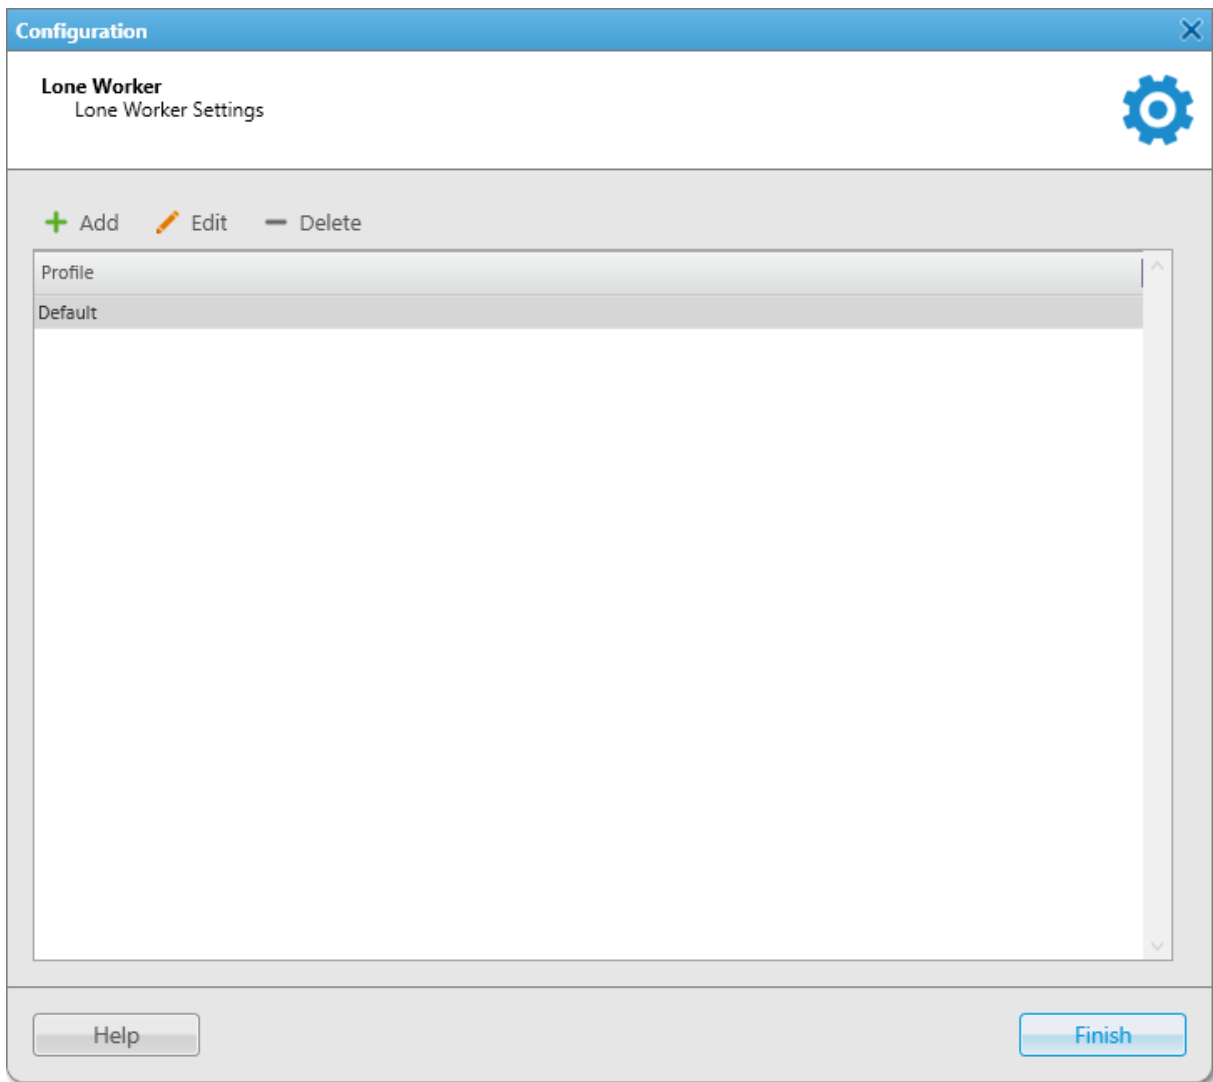 Configuration
Lone Worker
Lone Worker Settings
Add Edit Delete
Profile
Default
Help Finish